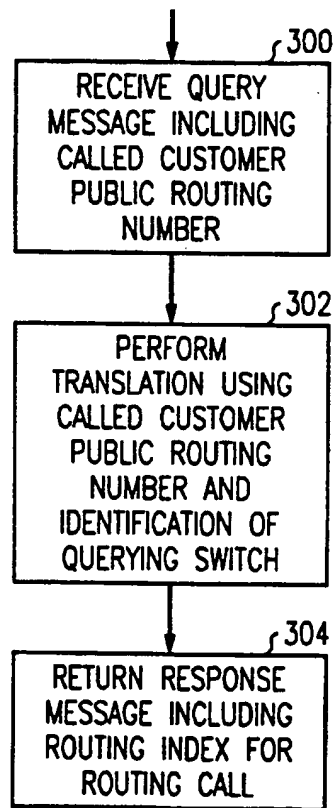 300
RECEIVE QUERY
MESSAGE INCLUDING
CALLED CUSTOMER
PUBLIC ROUTING
NUMBER
302
PERFORM
TRANSLATION USING
CALLED CUSTOMER
PUBLIC ROUTING
NUMBER AND
IDENTIFICATION OF
QUERYING SWITCH
304
RETURN RESPONSE
MESSAGE INCLUDING
ROUTING INDEX FOR
ROUTING CALL